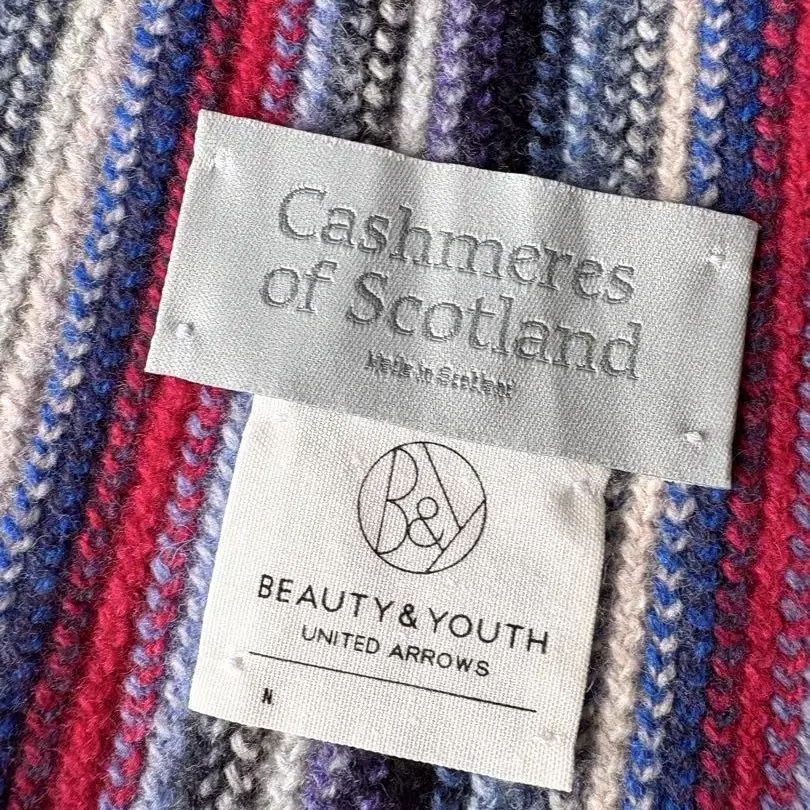 Cashmeres
of Scotland
Made in Scotland
B&Y
BEAUTY & YOUTH
UNITED ARROWS
N